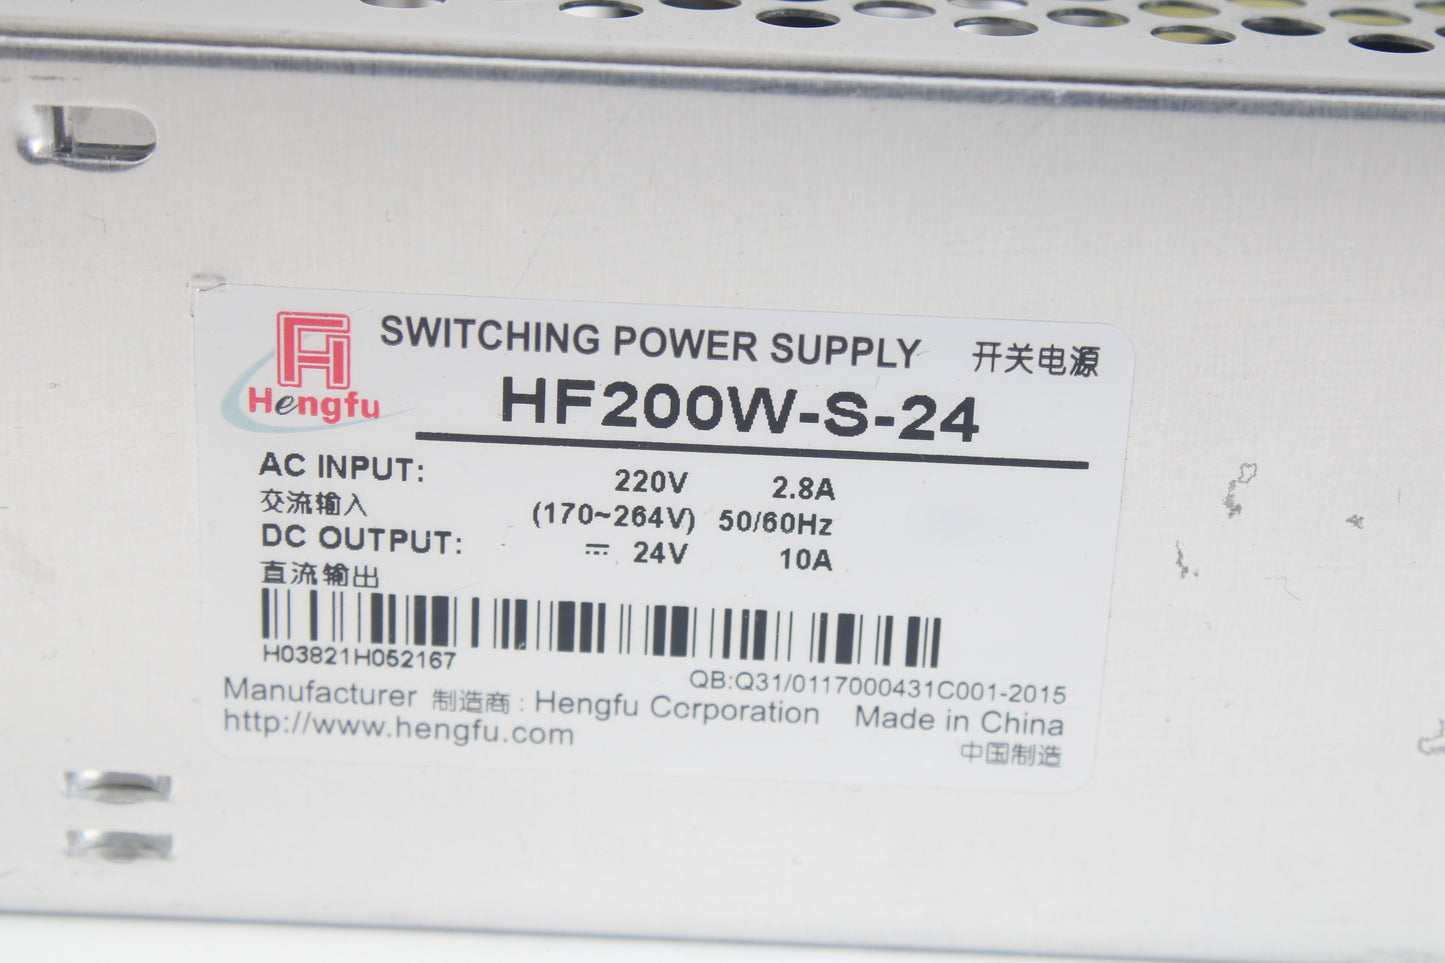 Hengfu
SWITCHING POWER SUPPLY 开关电源
HF200W-S-24
AC INPUT: 220V 2.8A
交流输入 (170~264V) 50/60Hz
DC OUTPUT: ⎓ 24V 10A
直流输出
H03821H052167
QB:Q31/0117000431C001-2015
Manufacturer 制造商 : Hengfu Corporation Made in China
http://www.hengfu.com 中国制造